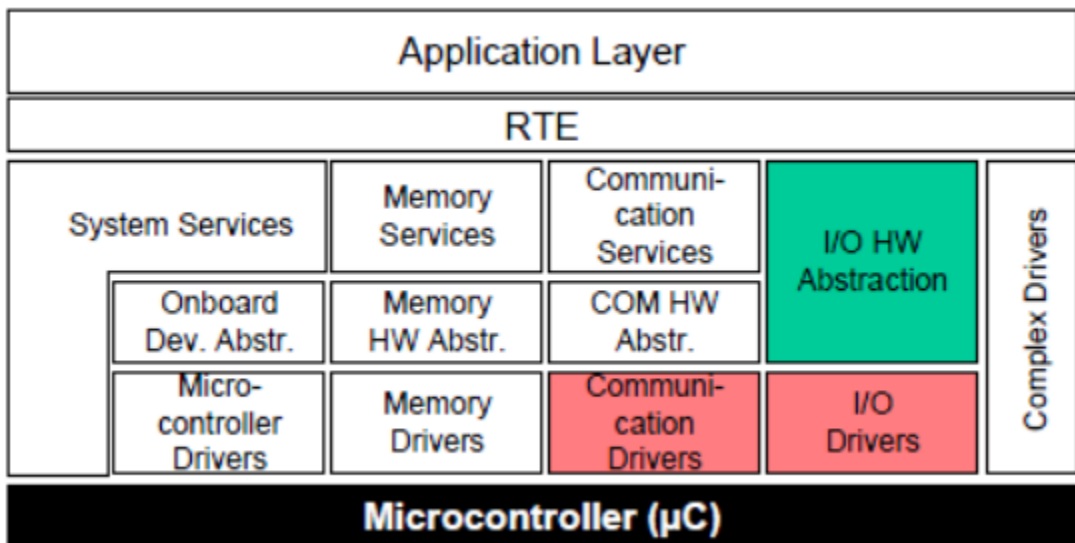 Application Layer
RTE
System Services
Memory
Services
Communi-
cation
Services
I/O HW
Abstraction
Complex Drivers
Onboard
Dev. Abstr.
Memory
HW Abstr.
COM HW
Abstr.
Micro-
controller
Drivers
Memory
Drivers
Communi-
cation
Drivers
I/O
Drivers
Microcontroller (µC)